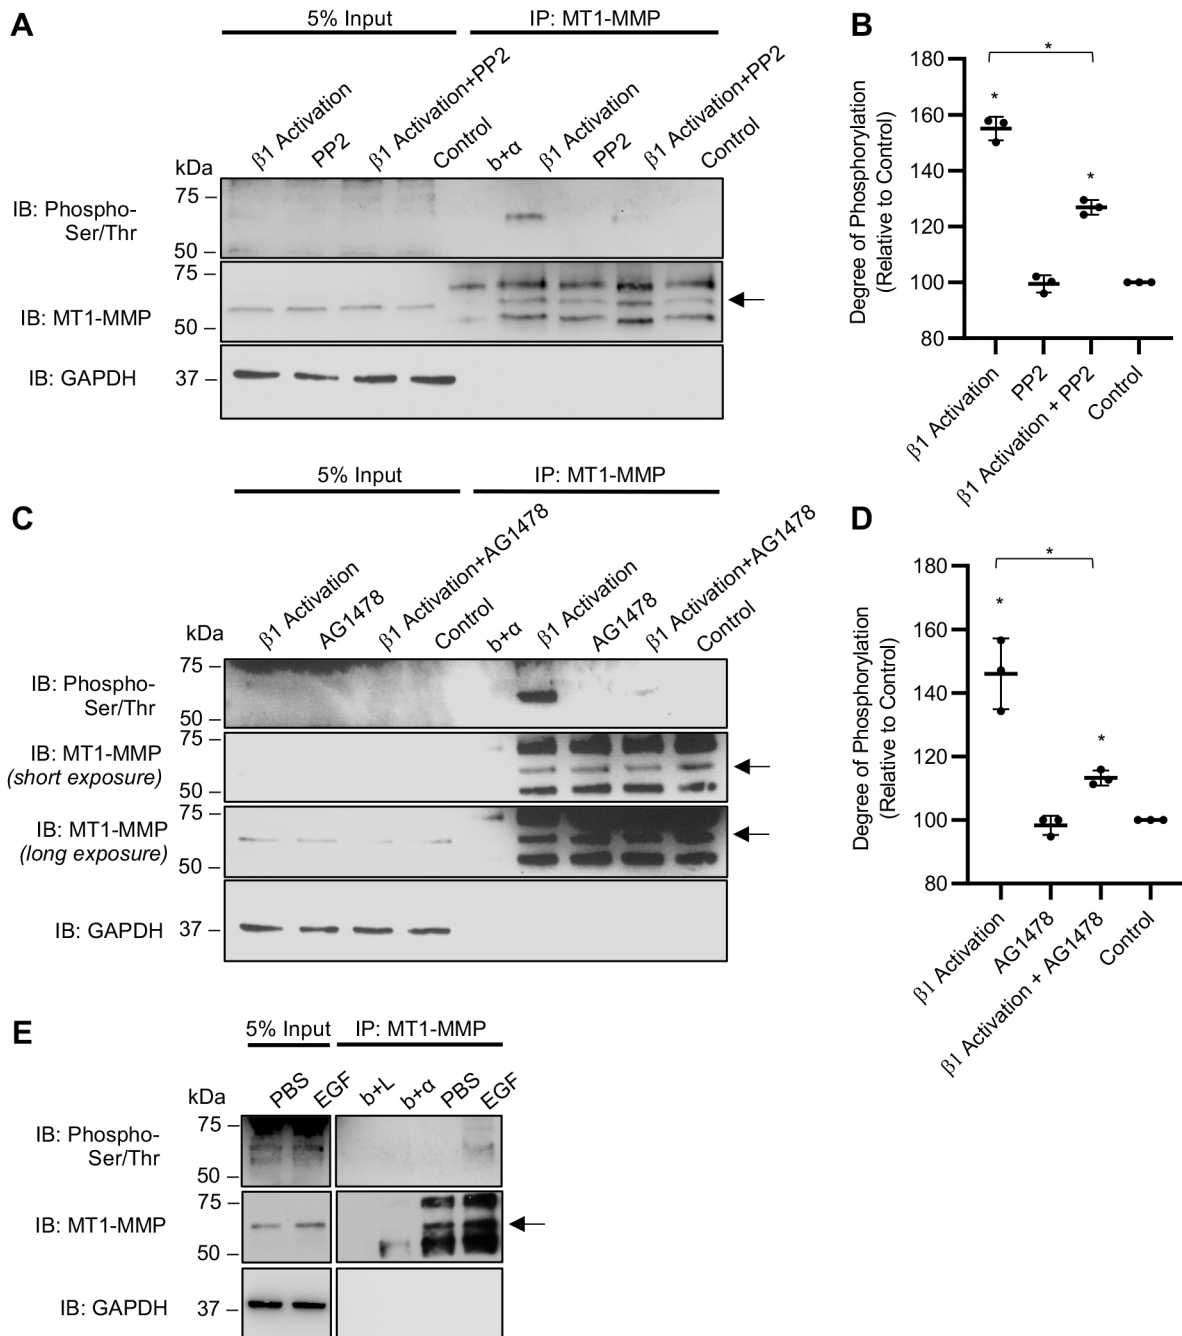 A
5% Input
IP: MT1-MMP
β1 Activation
PP2
β1 Activation+PP2
Control
b+α
β1 Activation
PP2
β1 Activation+PP2
Control
kDa
75
IB: Phospho-
Ser/Thr
50
75
IB: MT1-MMP
50
IB: GAPDH
37
B
180
160
140
120
100
80
Degree of Phosphorylation
(Relative to Control)
*
*
*
β1 Activation
PP2
β1 Activation + PP2
Control
C
5% Input
IP: MT1-MMP
β1 Activation
AG1478
β1 Activation+AG1478
Control
b+α
β1 Activation
AG1478
β1 Activation+AG1478
Control
kDa
75
IB: Phospho-
Ser/Thr
50
75
IB: MT1-MMP
(short exposure)
50
75
IB: MT1-MMP
(long exposure)
50
IB: GAPDH
37
D
180
160
140
120
100
80
Degree of Phosphorylation
(Relative to Control)
*
*
*
β1 Activation
AG1478
β1 Activation + AG1478
Control
E
5% Input
IP: MT1-MMP
PBS
EGF
b+L
b+α
PBS
EGF
kDa
75
IB: Phospho-
Ser/Thr
50
75
IB: MT1-MMP
50
IB: GAPDH
37